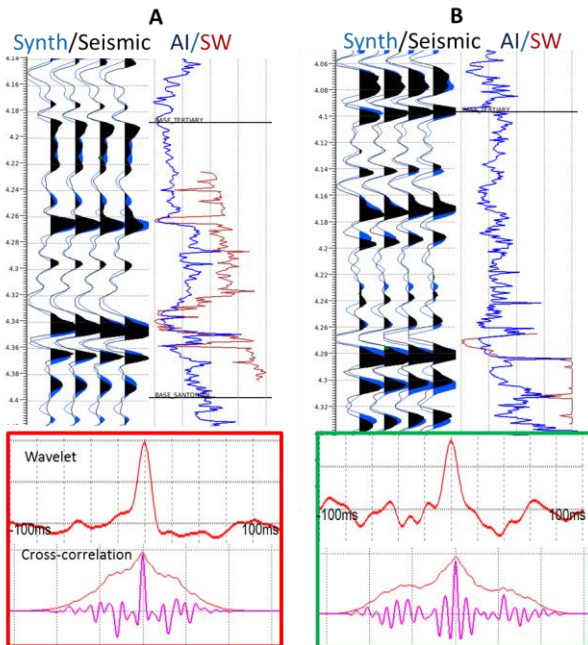 A
B
Synth/Seismic AI/SW
Synth/Seismic AI/SW
4.14
4.16
4.18
4.2
4.22
4.24
4.26
4.28
4.3
4.32
4.34
4.36
4.38
4.4
BASE_TERTIARY
4.06
4.08
4.1
4.12
4.14
4.16
4.18
4.2
4.22
4.24
4.26
4.28
4.3
4.32
BASE_TERTIARY
Wavelet
-100ms 100ms
Cross-correlation
-100ms 100ms